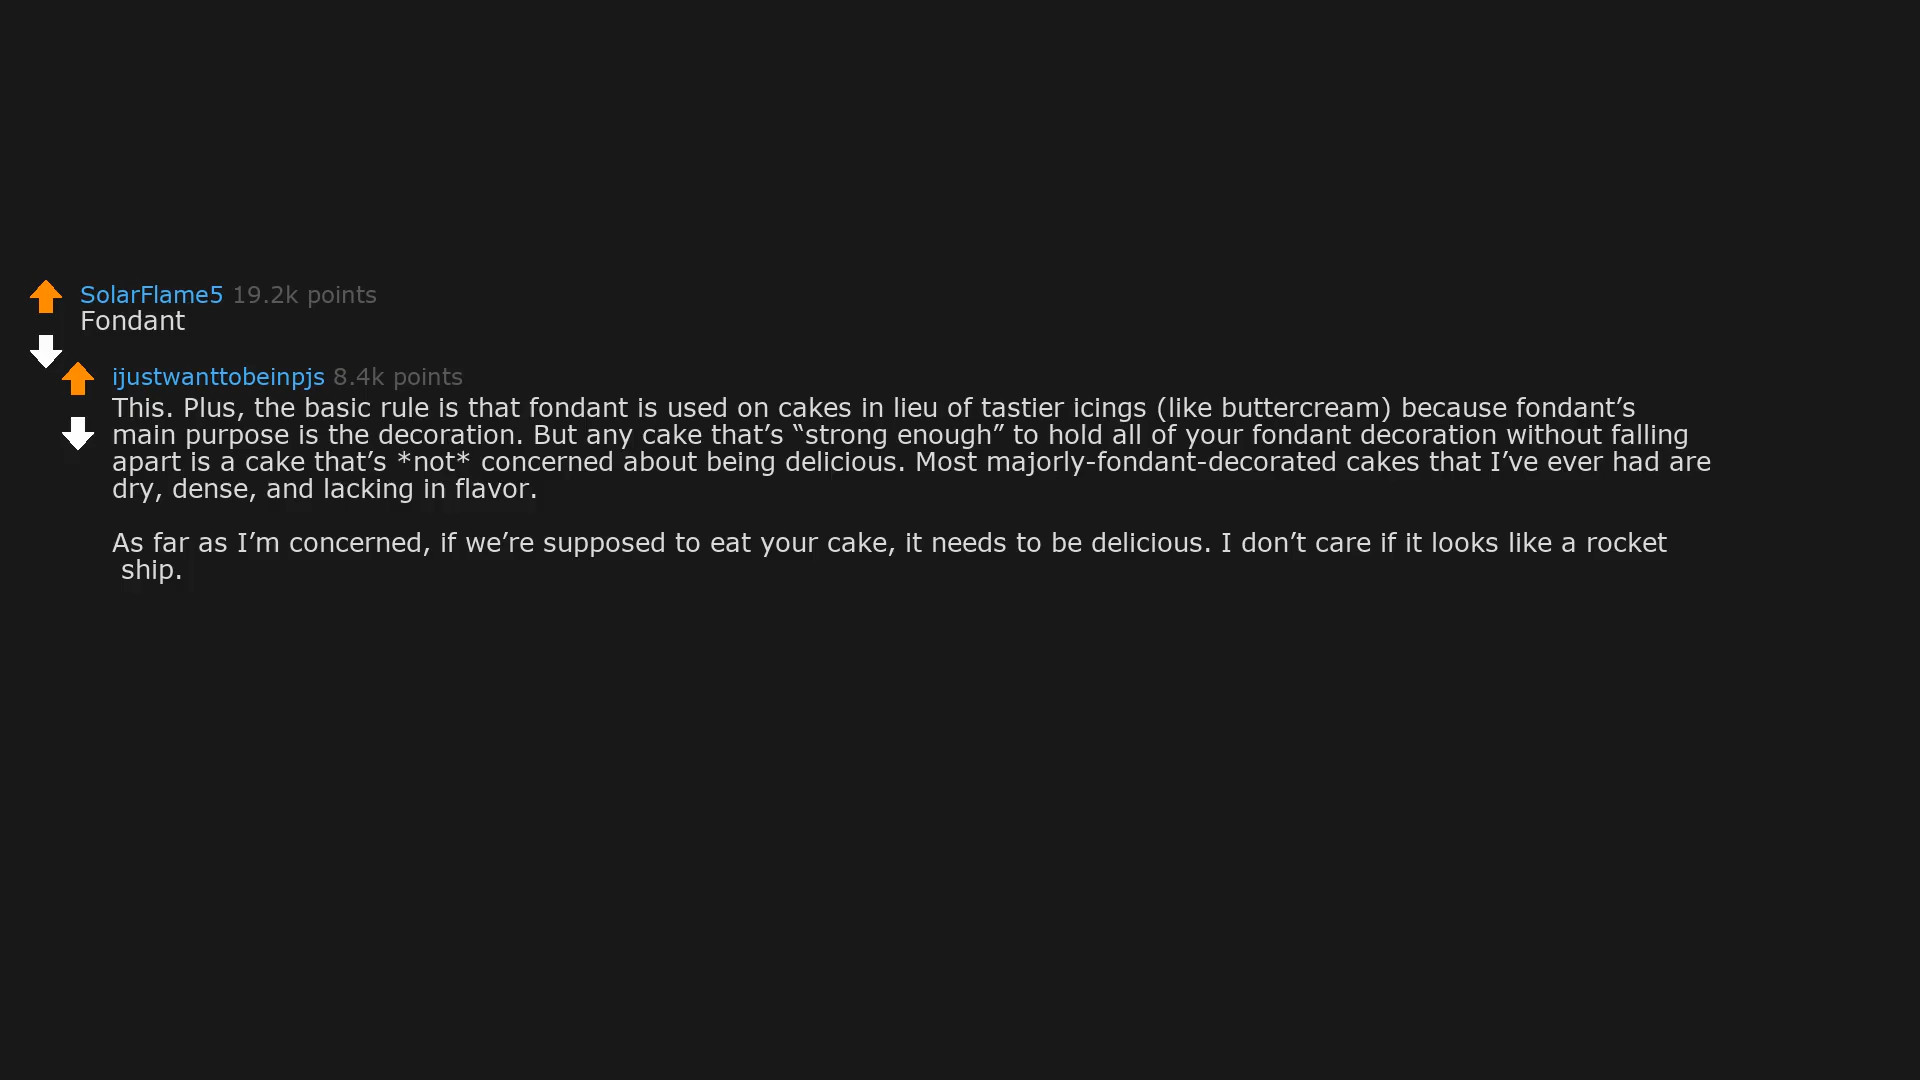 SolarFlame5 19.2k points
Fondant
ijustwanttobeinpjs 8.4k points
This. Plus, the basic rule is that fondant is used on cakes in lieu of tastier icings (like buttercream) because fondant’s
main purpose is the decoration. But any cake that’s “strong enough” to hold all of your fondant decoration without falling
apart is a cake that’s *not* concerned about being delicious. Most majorly-fondant-decorated cakes that I’ve ever had are
dry, dense, and lacking in flavor.
As far as I’m concerned, if we’re supposed to eat your cake, it needs to be delicious. I don’t care if it looks like a rocket
ship.